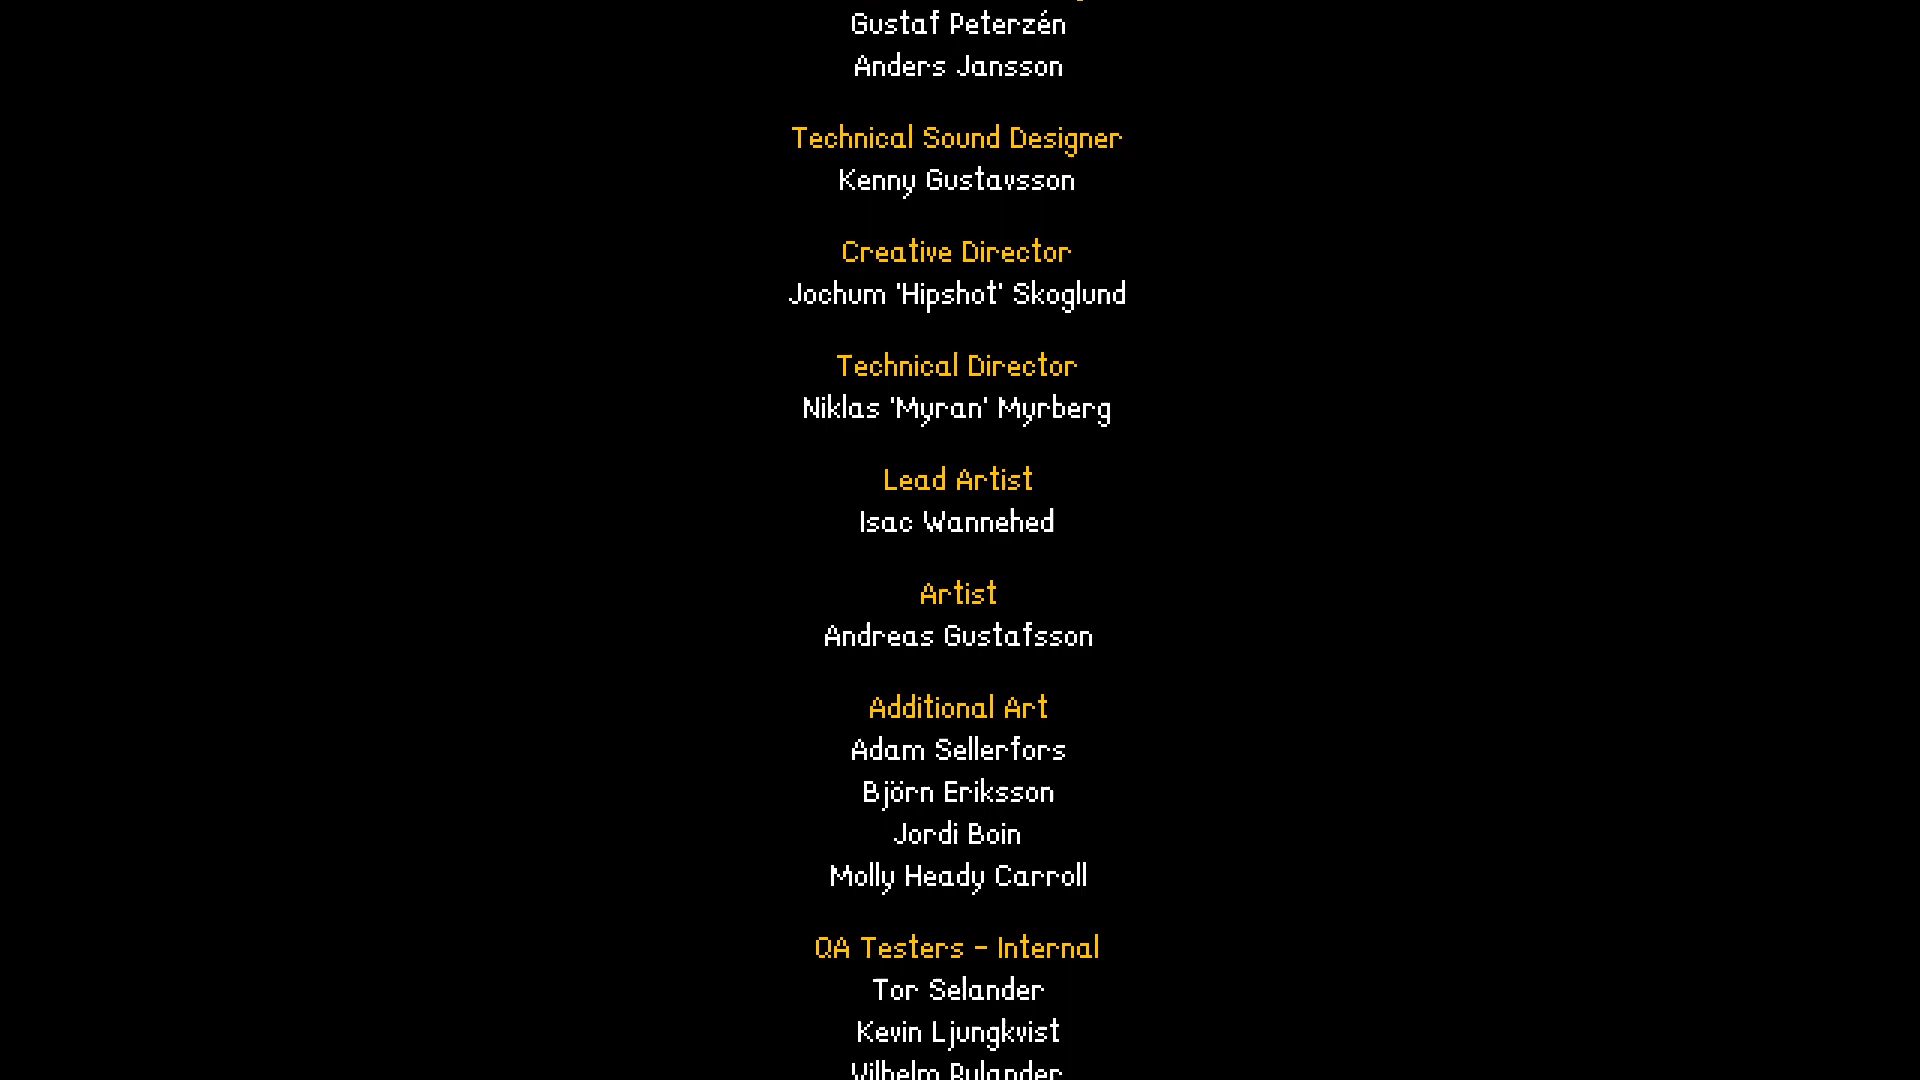 Gustaf Peterzén
Anders Jansson
Technical Sound Designer
Kenny Gustavsson
Creative Director
Jochum 'Hipshot' Skoglund
Technical Director
Niklas 'Myran' Myrberg
Lead Artist
Isac Wannehed
Artist
Andreas Gustafsson
Additional Art
Adam Sellerfors
Björn Eriksson
Jordi Boin
Molly Heady Carroll
QA Testers - Internal
Tor Selander
Kevin Ljungkvist
Vilhelm Rylander